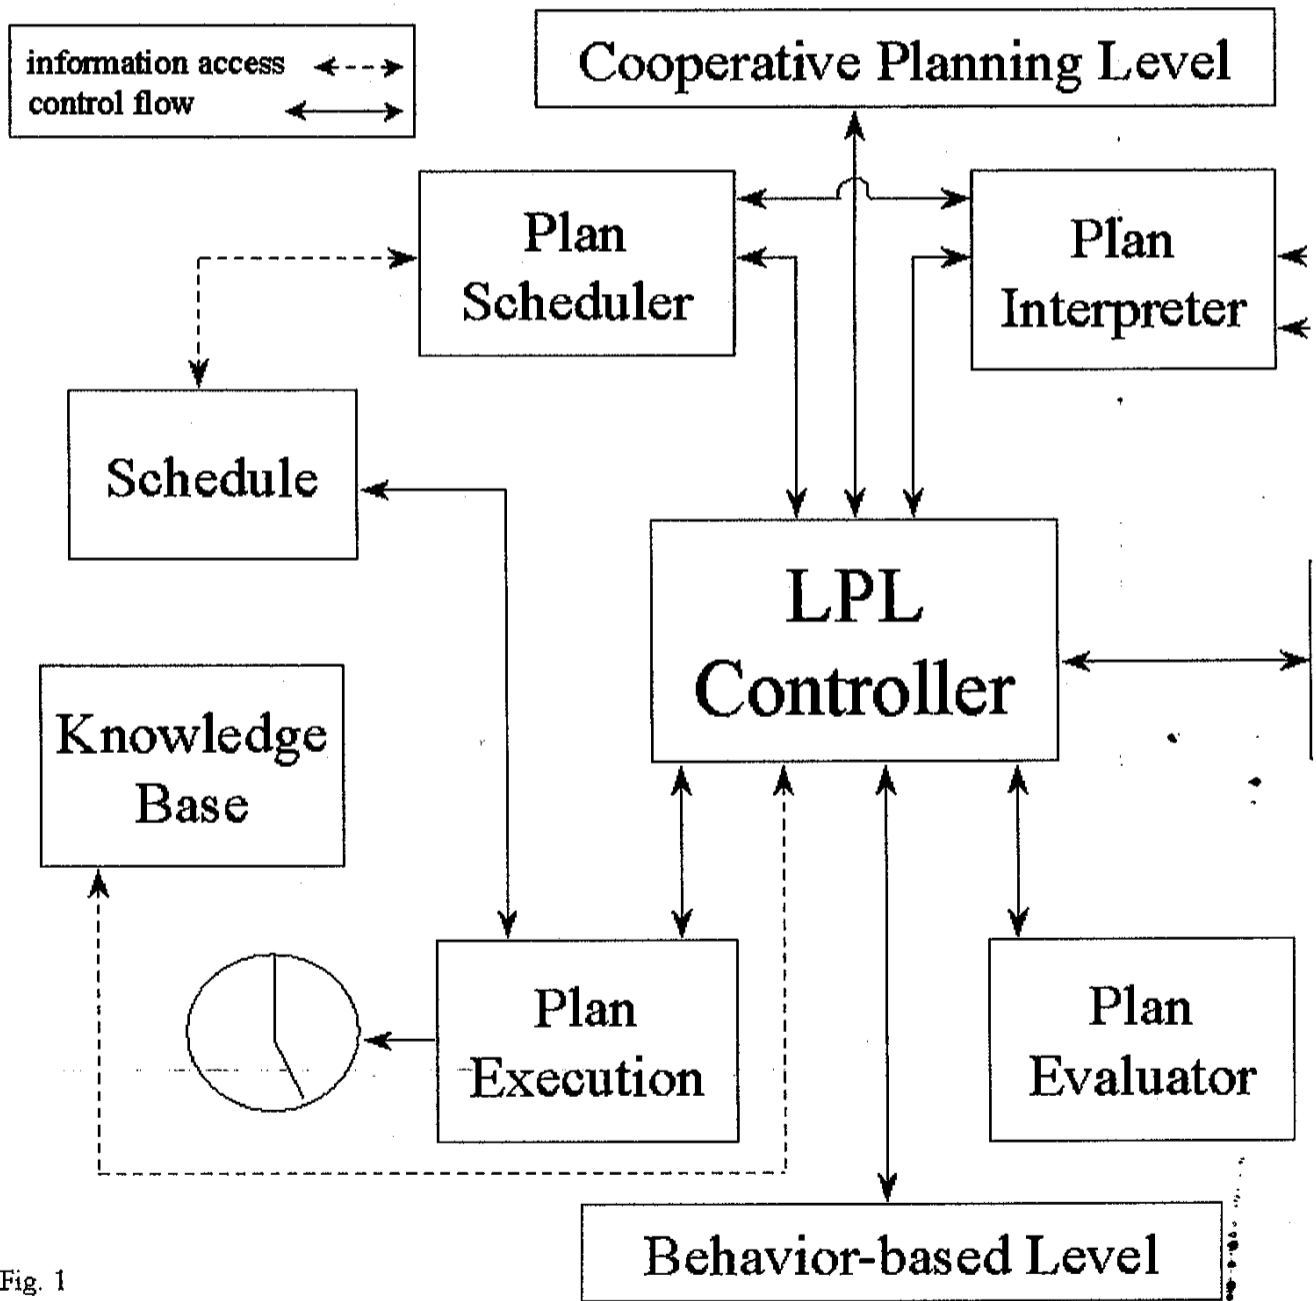 information access
control flow
Cooperative Planning Level
Plan
Scheduler
Plan
Interpreter
Schedule
LPL
Controller
Knowledge
Base
Plan
Execution
Plan
Evaluator
Behavior-based Level
Fig. 1